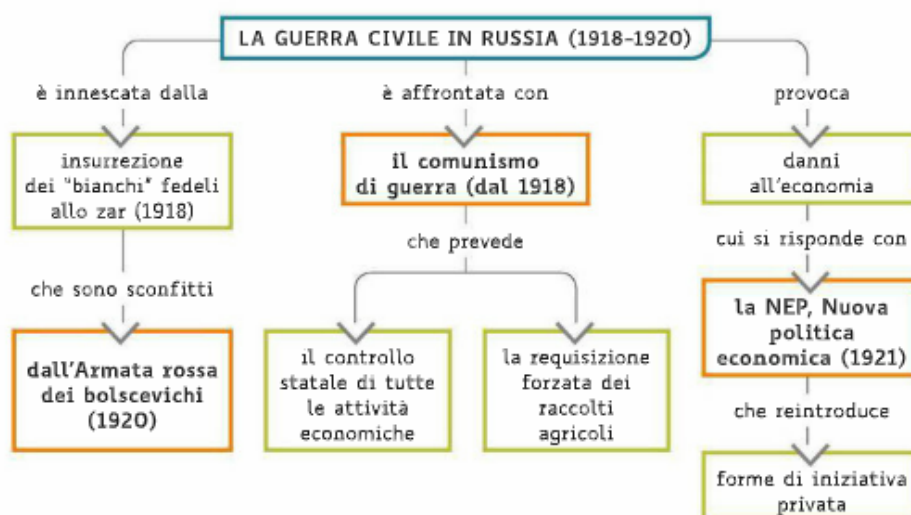 LA GUERRA CIVILE IN RUSSIA (1918-1920)
è innescata dalla
insurrezione
dei "bianchi" fedeli
allo zar (1918)
che sono sconfitti
dall'Armata rossa
dei bolscevichi
(1920)
è affrontata con
il comunismo
di guerra (dal 1918)
che prevede
il controllo
statale di tutte
le attività
economiche
la requisizione
forzata dei
raccolti
agricoli
provoca
danni
all'economia
cui si risponde con
la NEP, Nuova
politica
economica (1921)
che reintroduce
forme di iniziativa
privata